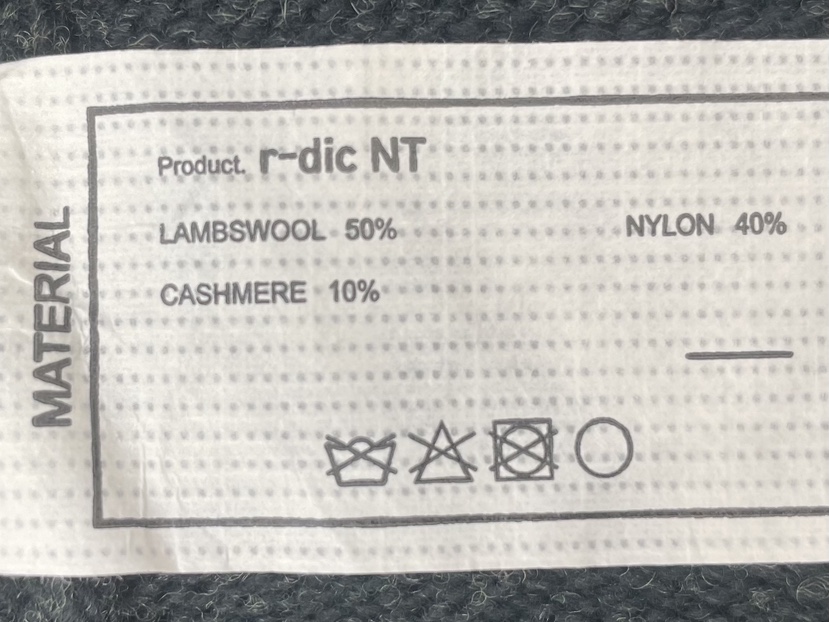 MATERIAL
Product. r-dic NT
LAMBSWOOL 50% NYLON 40%
CASHMERE 10%